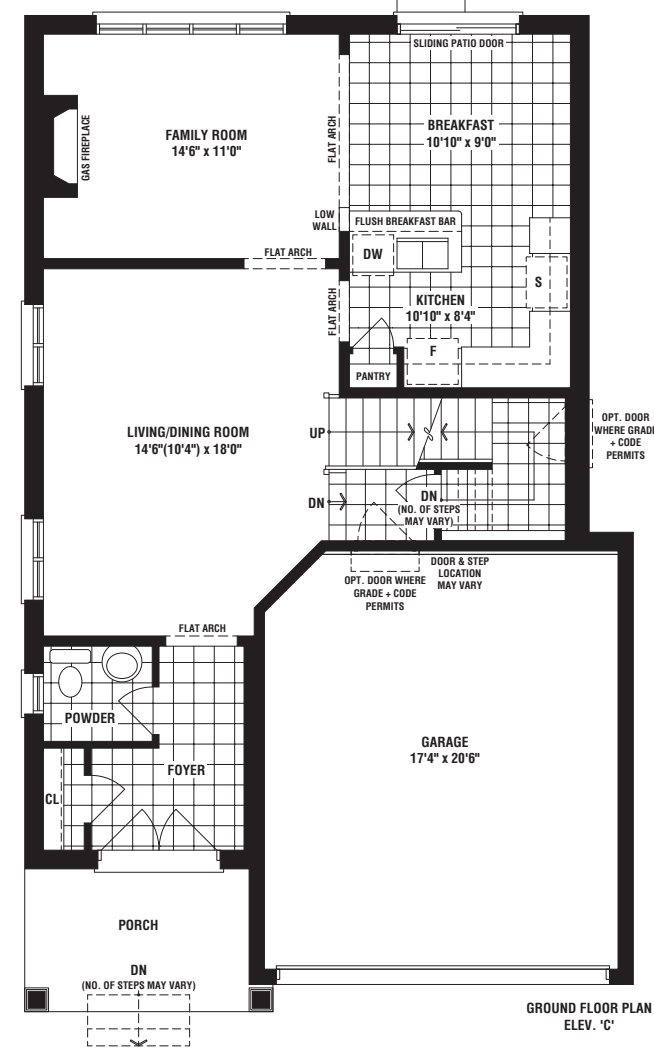 SLIDING PATIO DOOR
FAMILY ROOM
14'6" x 11'0"
GAS FIREPLACE
FLAT ARCH
BREAKFAST
10'10" x 9'0"
LOW
WALL
FLUSH BREAKFAST BAR
DW
FLAT ARCH
S
FLAT ARCH
KITCHEN
10'10" x 8'4"
F
PANTRY
LIVING/DINING ROOM
14'6"(10'4") x 18'0"
UP
OPT. DOOR
WHERE GRADE
+ CODE
PERMITS
DN
DN
(NO. OF STEPS
MAY VARY)
DOOR & STEP
LOCATION
MAY VARY
OPT. DOOR WHERE
GRADE + CODE
PERMITS
FLAT ARCH
POWDER
FOYER
CL
GARAGE
17'4" x 20'6"
PORCH
DN
(NO. OF STEPS MAY VARY)
GROUND FLOOR PLAN
ELEV. 'C'